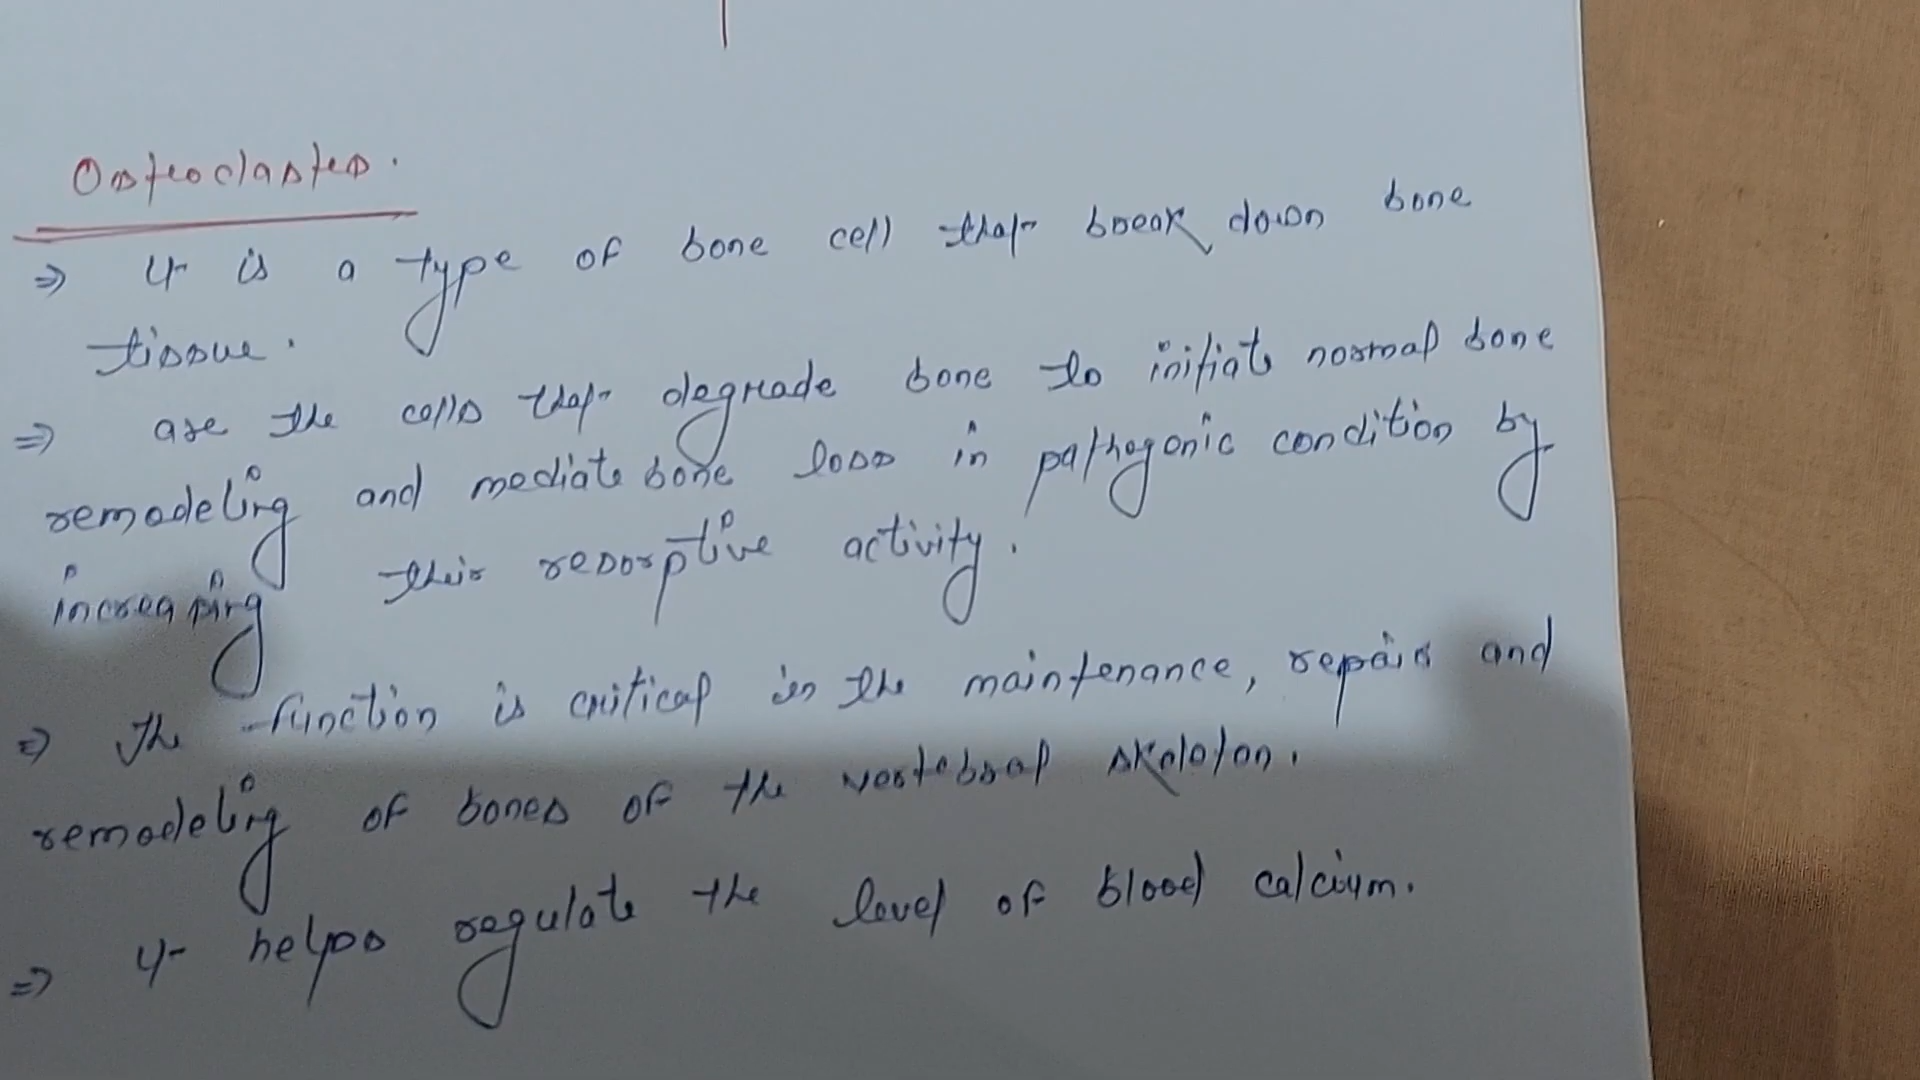 Osteoclastes.
⇒ It is a type of bone cell that break down bone
tissue.
⇒ are the cells that degrade bone to initiate normal bone
remodeling and mediate bone loss in pathogenic condition by
increasing their resorptive activity.
⇒ The function is critical in the maintenance, repair and
remodeling of bones of the vertebral skeleton.
⇒ It helps regulate the level of blood calcium.